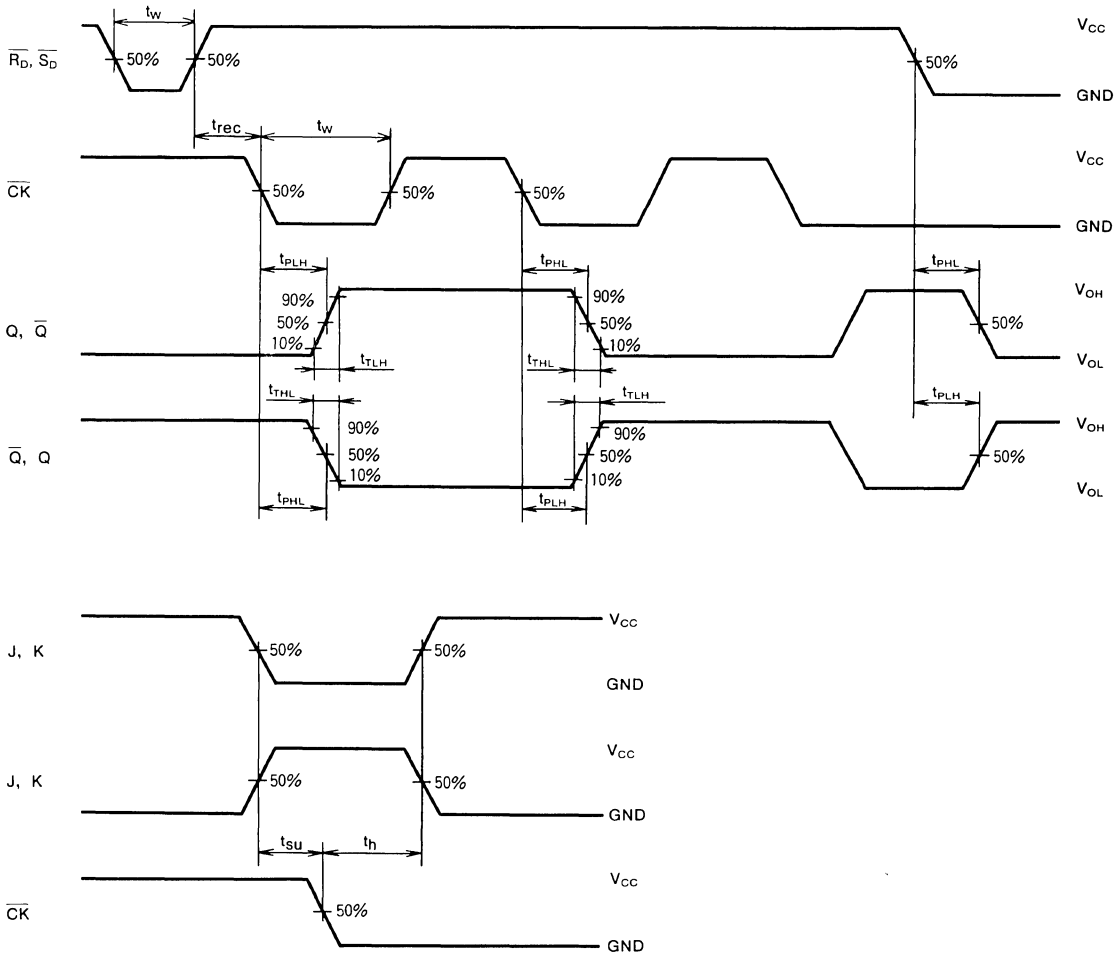 tw
VCC
R̅D̅, S̅D̅
50% 50% 50%
GND
trec tw
VCC
C̅K̅
50% 50% 50%
GND
tPLH tPHL tPHL
90% 90% VOH
Q, Q̅
50% 50% 50%
10% 10% VOL
tTLH tTHL
tTHL tTLH tPLH
90% 90% VOH
Q̅, Q
50% 50% 50%
10% 10% VOL
tPHL tPLH
VCC
J, K
50% 50%
GND
VCC
J, K
50% 50%
GND
tsu th
VCC
C̅K̅
50%
GND